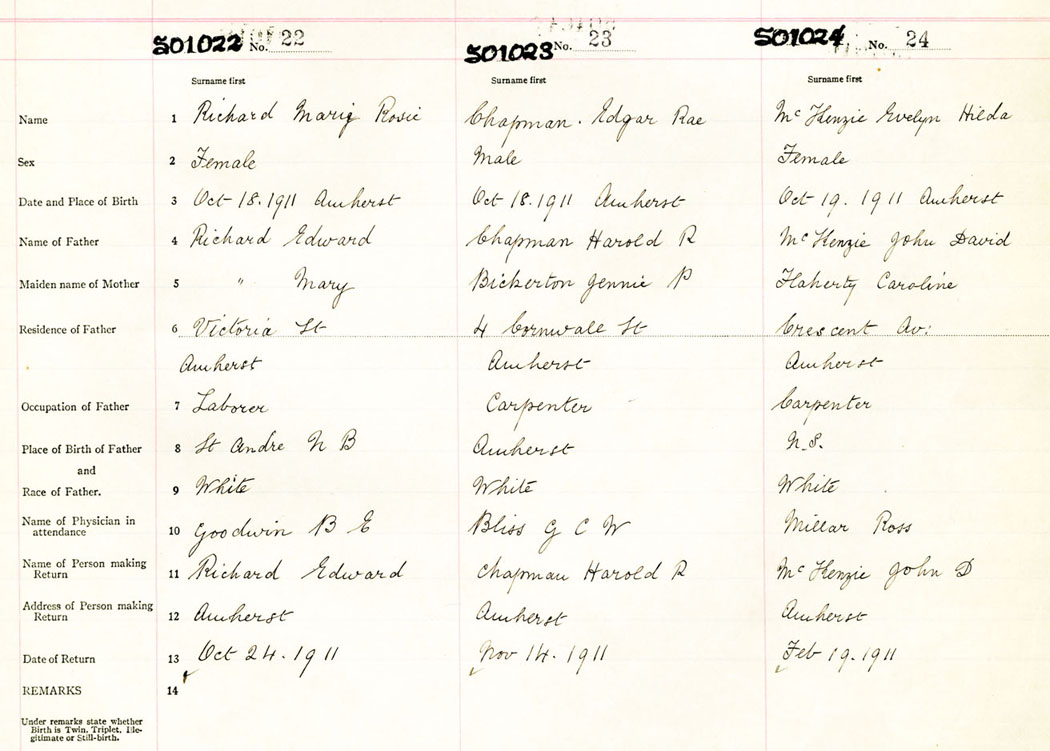 S01022 No. 22 S01023 No. 23 S01024 No. 24
Surname first Surname first Surname first
Name 1 Richard Marie Rosie Chapman. Edgar Rae McKenzie Evelyn Hilda
Sex 2 Female Male Female
Date and Place of Birth 3 Oct 18. 1911 Amherst Oct 18. 1911 Amherst Oct 19. 1911 Amherst
Name of Father 4 Richard Edward Chapman Harold R McKenzie John David
Maiden name of Mother 5 " Mary Bickerton Jennie P Flaherty Caroline
Residence of Father 6 Victoria St 4 Cornwale St Crescent Av:
Amherst Amherst Amherst
Occupation of Father 7 Laborer Carpenter Carpenter
Place of Birth of Father 8 St Andre N B Amherst N.S.
and
Race of Father. 9 White White White
Name of Physician in
attendance 10 Goodwin B E Bliss G C W Millar Ross
Name of Person making
Return 11 Richard Edward Chapman Harold R McKenzie John D
Address of Person making
Return 12 Amherst Amherst Amherst
Date of Return 13 Oct 24. 1911 Nov 14. 1911 Feb 19. 1911
REMARKS 14
Under remarks state whether
Birth is Twin, Triplet, Ille-
gitimate or Still-birth.